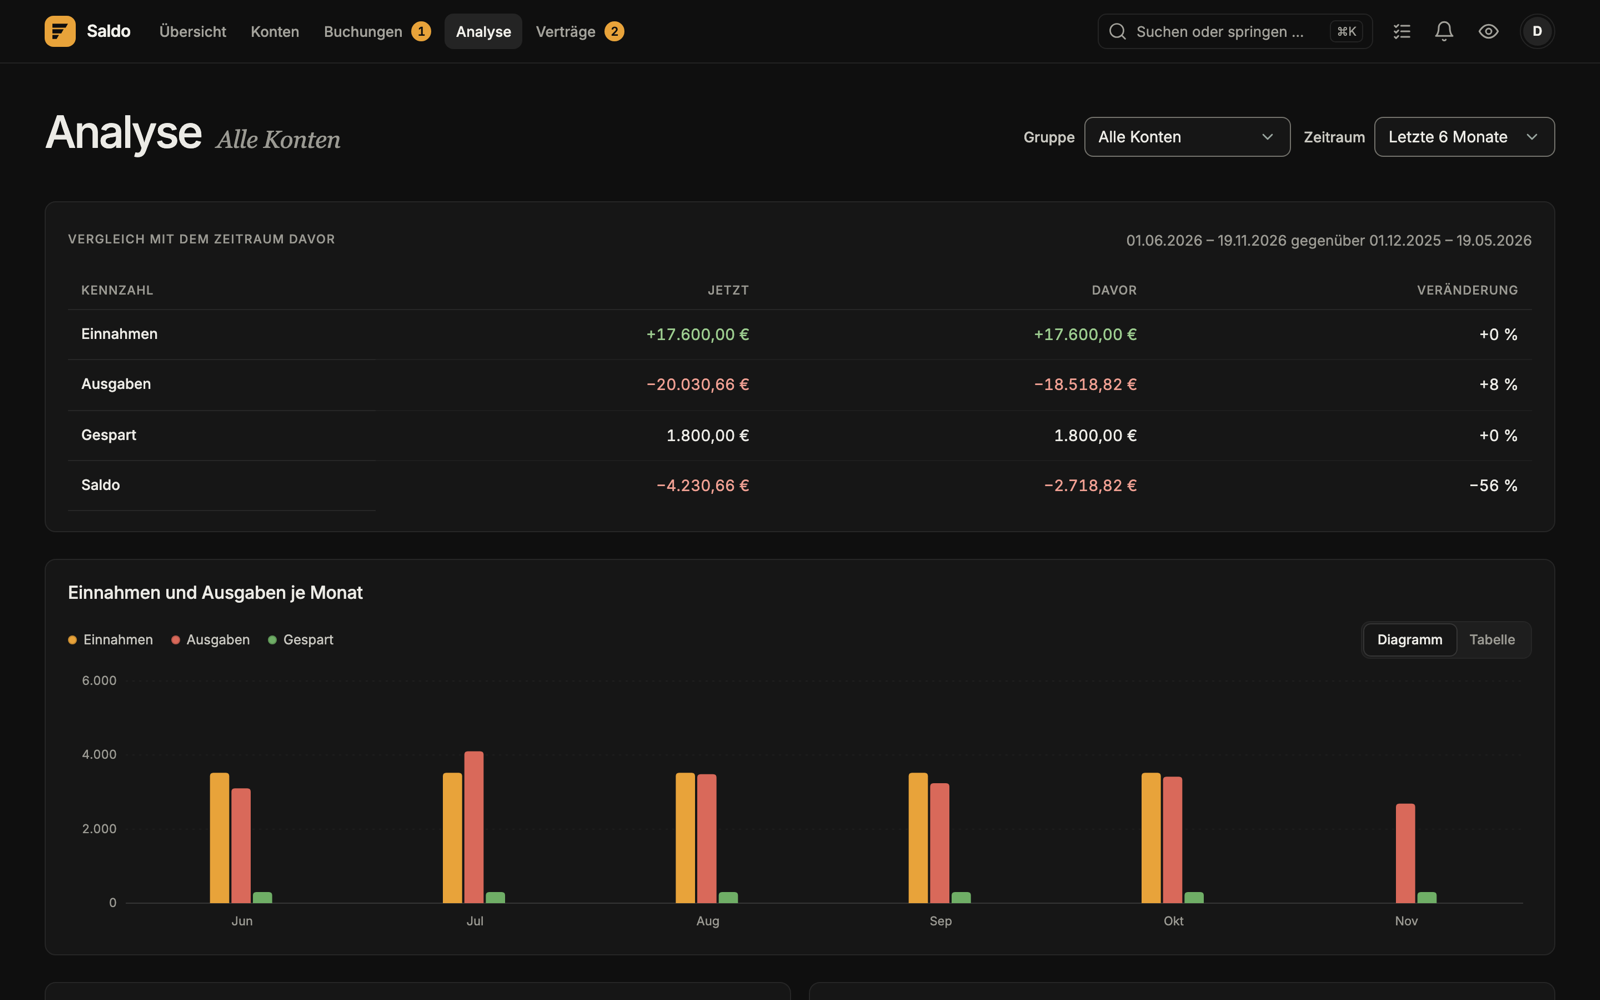 Saldo Übersicht Konten Buchungen 1 Analyse Verträge 2 Suchen oder springen ... ⌘K D
Analyse Alle Konten Gruppe Alle Konten Zeitraum Letzte 6 Monate
VERGLEICH MIT DEM ZEITRAUM DAVOR 01.06.2026 – 19.11.2026 gegenüber 01.12.2025 – 19.05.2026
KENNZAHL JETZT DAVOR VERÄNDERUNG
Einnahmen +17.600,00 € +17.600,00 € +0 %
Ausgaben −20.030,66 € −18.518,82 € +8 %
Gespart 1.800,00 € 1.800,00 € +0 %
Saldo −4.230,66 € −2.718,82 € −56 %
Einnahmen und Ausgaben je Monat
Einnahmen Ausgaben Gespart Diagramm Tabelle
6.000
4.000
2.000
0
Jun Jul Aug Sep Okt Nov